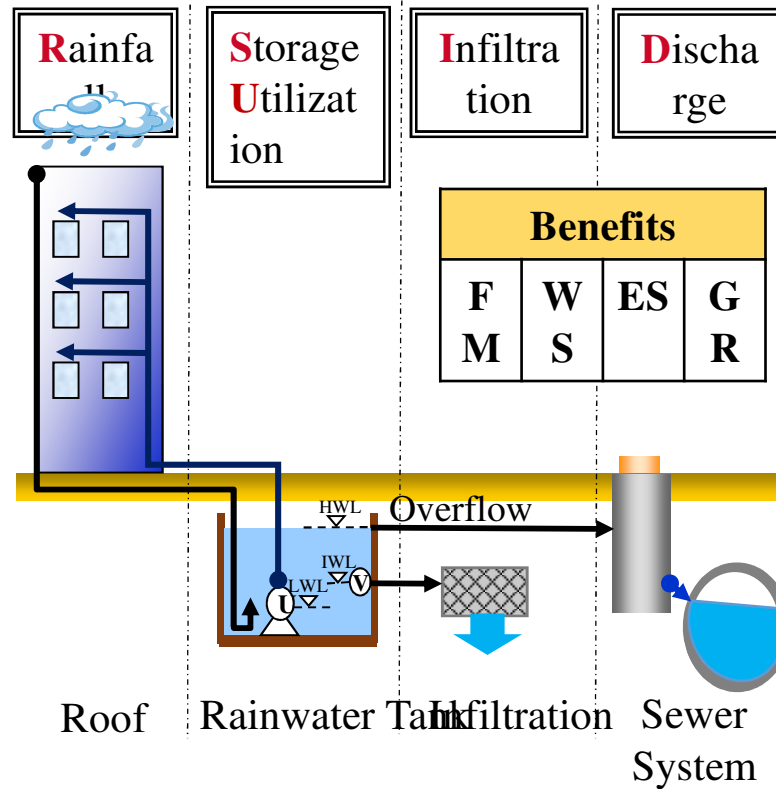 Rainfa
ll
Storage
Utilizat
ion
Infiltra
tion
Discha
rge
Benefits
F
M
W
S
ES
G
R
HWL
Overflow
IWL
V
LWL
U
Roof
Rainwater Tank
Infiltration
Sewer
System